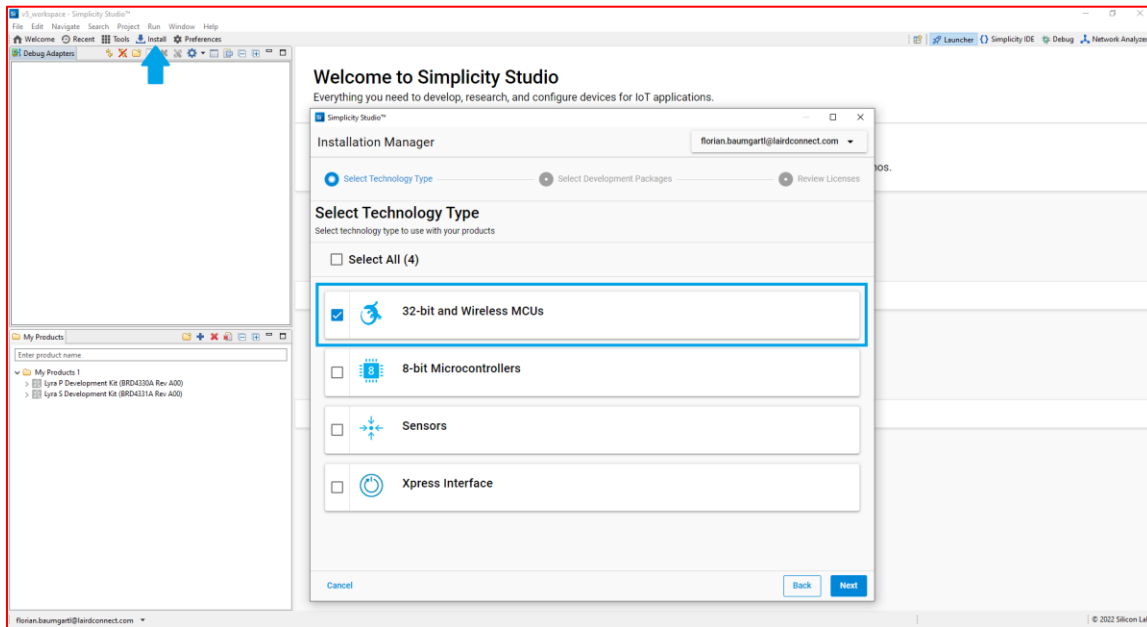 v5_workspace - Simplicity Studio™
File Edit Navigate Search Project Run Window Help
Welcome Recent Tools Install Preferences
Launcher {} Simplicity IDE Debug Network Analyzer
Debug Adapters
Welcome to Simplicity Studio
Everything you need to develop, research, and configure devices for IoT applications.
Simplicity Studio™
Installation Manager
florian.baumgartl@lairdconnect.com
Select Technology Type
Select Development Packages
Review Licenses
nos.
Select Technology Type
Select technology type to use with your products
Select All (4)
32-bit and Wireless MCUs
8
8-bit Microcontrollers
Sensors
Xpress Interface
Cancel
Back
Next
My Products
Enter product name
My Products 1
Lyra P Development Kit (BRD4330A Rev A00)
Lyra S Development Kit (BRD4331A Rev A00)
florian.baumgartl@lairdconnect.com
© 2022 Silicon La